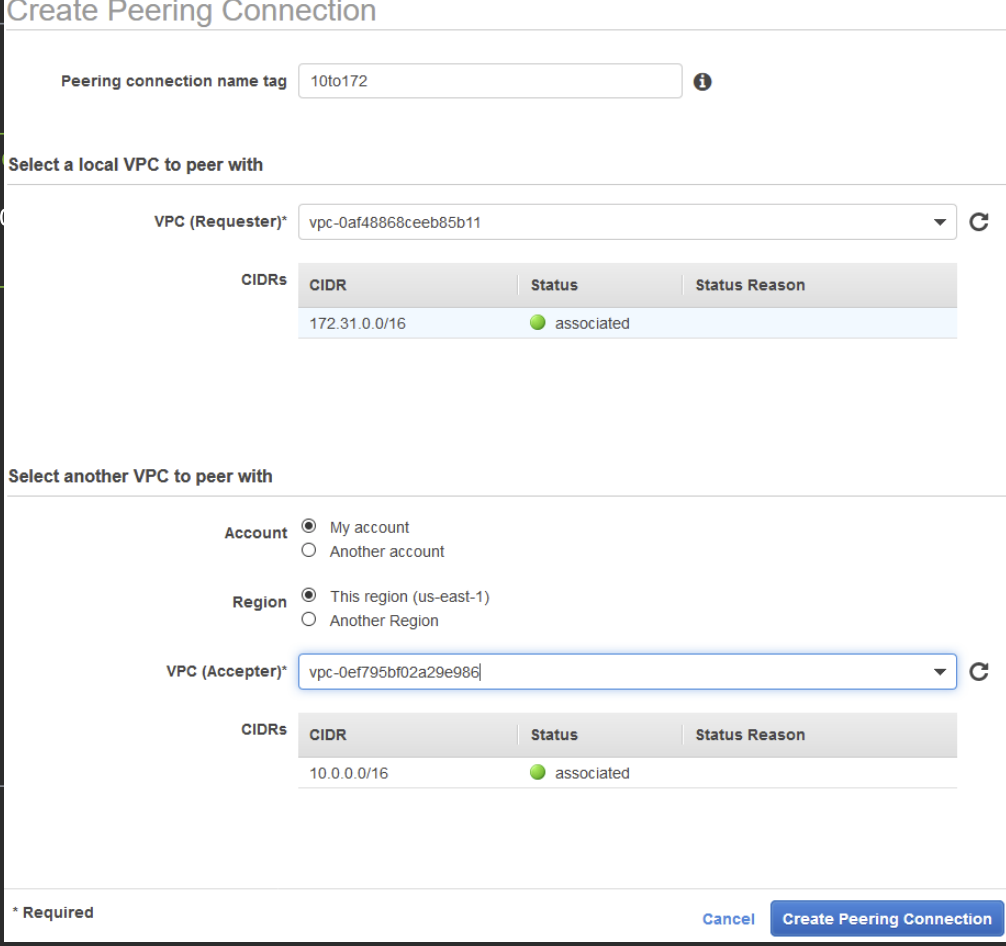 Create Peering Connection
Peering connection name tag 10to172
Select a local VPC to peer with
VPC (Requester)* vpc-0af48868ceeb85b11
CIDRs CIDR Status Status Reason
172.31.0.0/16 associated
Select another VPC to peer with
Account My account
Another account
Region This region (us-east-1)
Another Region
VPC (Accepter)* vpc-0ef795bf02a29e986
CIDRs CIDR Status Status Reason
10.0.0.0/16 associated
* Required
Cancel Create Peering Connection